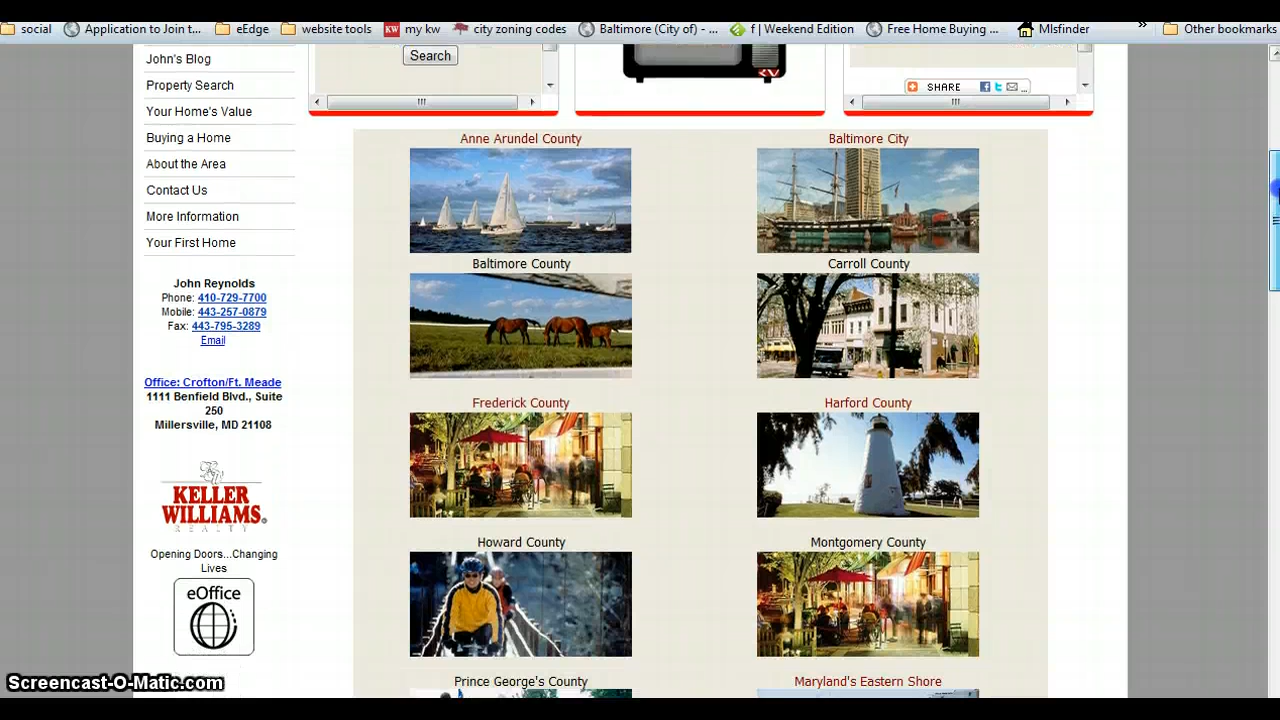 social
Application to Join t...
eEdge
website tools
KW my kw
city zoning codes
Baltimore (City of) - ...
f | Weekend Edition
Free Home Buying ...
Mlsfinder
»
Other bookmarks
John's Blog
Property Search
Your Home's Value
Buying a Home
About the Area
Contact Us
More Information
Your First Home
John Reynolds
Phone: 410-729-7700
Mobile: 443-257-0879
Fax: 443-795-3289
Email
Office: Crofton/Ft. Meade
1111 Benfield Blvd., Suite
250
Millersville, MD 21108
KELLER
WILLIAMS®
REALTY
Opening Doors...Changing
Lives
eOffice
Search
SHARE
...
Anne Arundel County
Baltimore City
Baltimore County
Carroll County
Frederick County
Harford County
Howard County
Montgomery County
Prince George's County
Maryland's Eastern Shore
Screencast-O-Matic.com